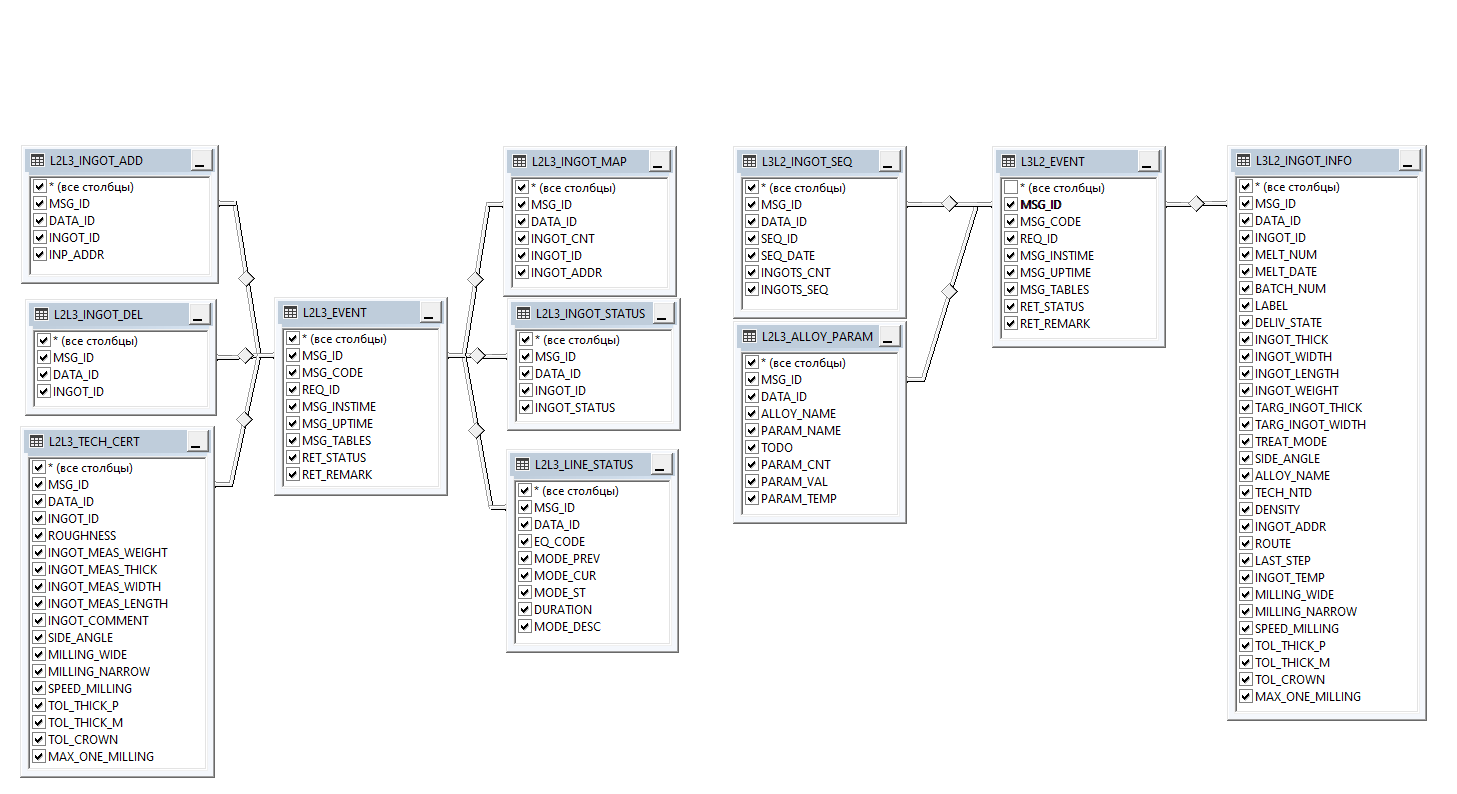 L2L3_INGOT_ADD
* (все столбцы)
MSG_ID
DATA_ID
INGOT_ID
INP_ADDR
L2L3_INGOT_DEL
* (все столбцы)
MSG_ID
DATA_ID
INGOT_ID
L2L3_TECH_CERT
* (все столбцы)
MSG_ID
DATA_ID
INGOT_ID
ROUGHNESS
INGOT_MEAS_WEIGHT
INGOT_MEAS_THICK
INGOT_MEAS_WIDTH
INGOT_MEAS_LENGTH
INGOT_COMMENT
SIDE_ANGLE
MILLING_WIDE
MILLING_NARROW
SPEED_MILLING
TOL_THICK_P
TOL_THICK_M
TOL_CROWN
MAX_ONE_MILLING
L2L3_EVENT
* (все столбцы)
MSG_ID
MSG_CODE
REQ_ID
MSG_INSTIME
MSG_UPTIME
MSG_TABLES
RET_STATUS
RET_REMARK
L2L3_INGOT_MAP
* (все столбцы)
MSG_ID
DATA_ID
INGOT_CNT
INGOT_ID
INGOT_ADDR
L2L3_INGOT_STATUS
* (все столбцы)
MSG_ID
DATA_ID
INGOT_ID
INGOT_STATUS
L2L3_LINE_STATUS
* (все столбцы)
MSG_ID
DATA_ID
EQ_CODE
MODE_PREV
MODE_CUR
MODE_ST
DURATION
MODE_DESC
L3L2_INGOT_SEQ
* (все столбцы)
MSG_ID
DATA_ID
SEQ_ID
SEQ_DATE
INGOTS_CNT
INGOTS_SEQ
L2L3_ALLOY_PARAM
* (все столбцы)
MSG_ID
DATA_ID
ALLOY_NAME
PARAM_NAME
TODO
PARAM_CNT
PARAM_VAL
PARAM_TEMP
L3L2_EVENT
* (все столбцы)
MSG_ID
MSG_CODE
REQ_ID
MSG_INSTIME
MSG_UPTIME
MSG_TABLES
RET_STATUS
RET_REMARK
L3L2_INGOT_INFO
* (все столбцы)
MSG_ID
DATA_ID
INGOT_ID
MELT_NUM
MELT_DATE
BATCH_NUM
LABEL
DELIV_STATE
INGOT_THICK
INGOT_WIDTH
INGOT_LENGTH
INGOT_WEIGHT
TARG_INGOT_THICK
TARG_INGOT_WIDTH
TREAT_MODE
SIDE_ANGLE
ALLOY_NAME
TECH_NTD
DENSITY
INGOT_ADDR
ROUTE
LAST_STEP
INGOT_TEMP
MILLING_WIDE
MILLING_NARROW
SPEED_MILLING
TOL_THICK_P
TOL_THICK_M
TOL_CROWN
MAX_ONE_MILLING